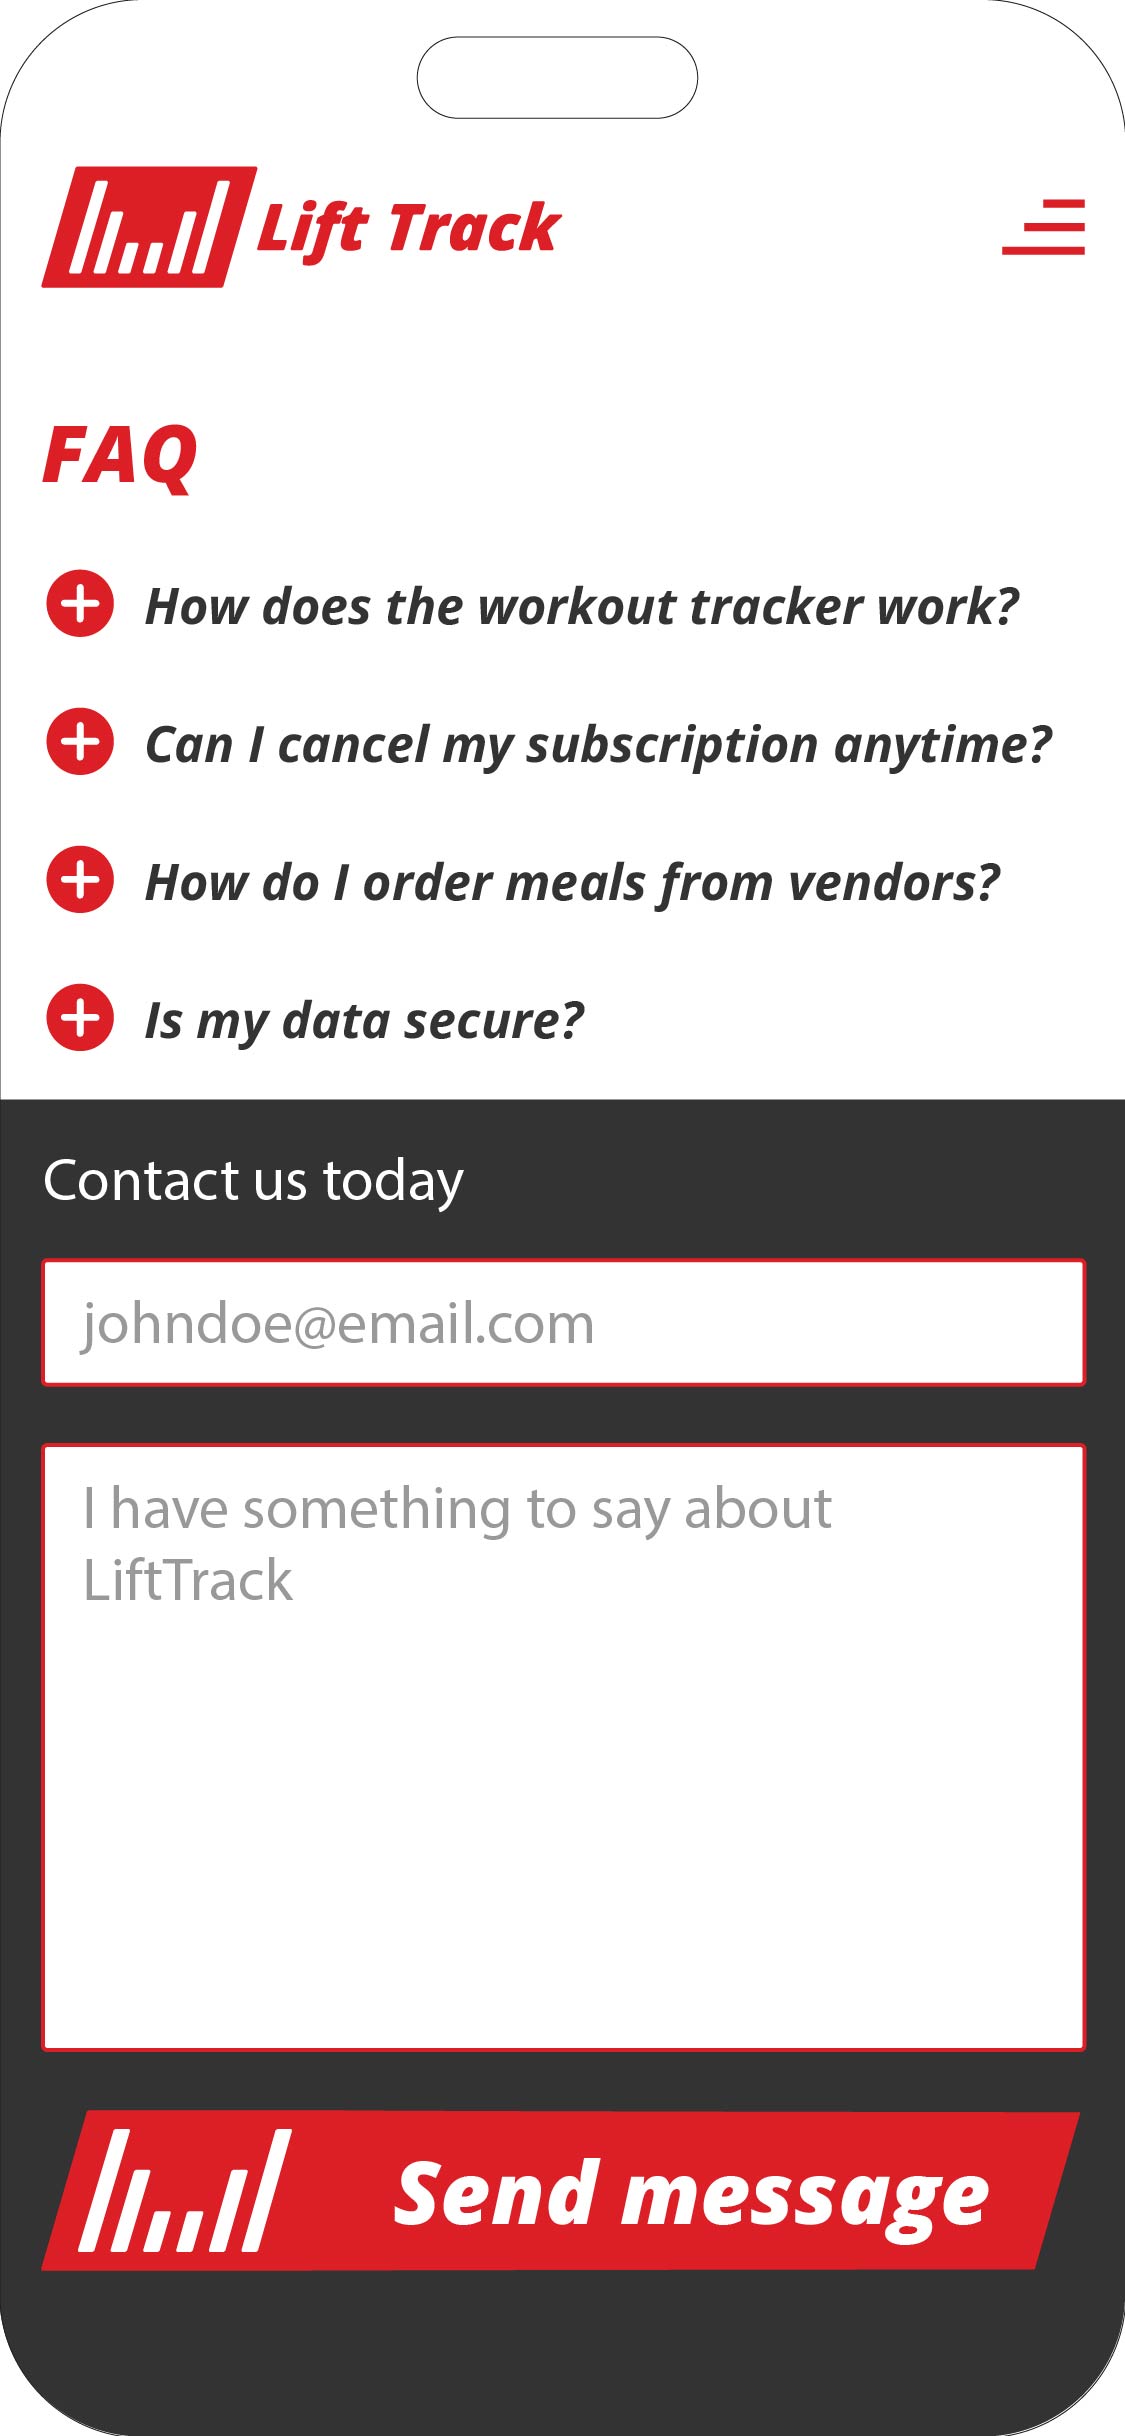 Lift Track
FAQ
How does the workout tracker work?
Can I cancel my subscription anytime?
How do I order meals from vendors?
Is my data secure?
Contact us today
johndoe@email.com
I have something to say about
LiftTrack
Send message